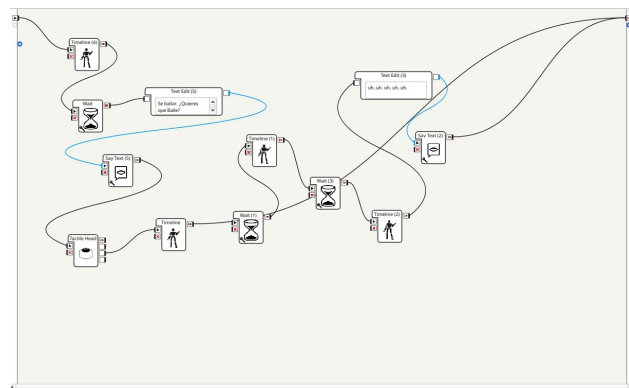 Timeline (4)
Wait
Text Edit (5)
Se bailar. ¿Quieres
que Baile?
Say Text (5)
Tactile Head
Timeline
Wait (1)
Timeline (1)
Wait (3)
Timeline (2)
Text Edit (3)
uh. uh. uh. uh. uh.
Say Text (2)